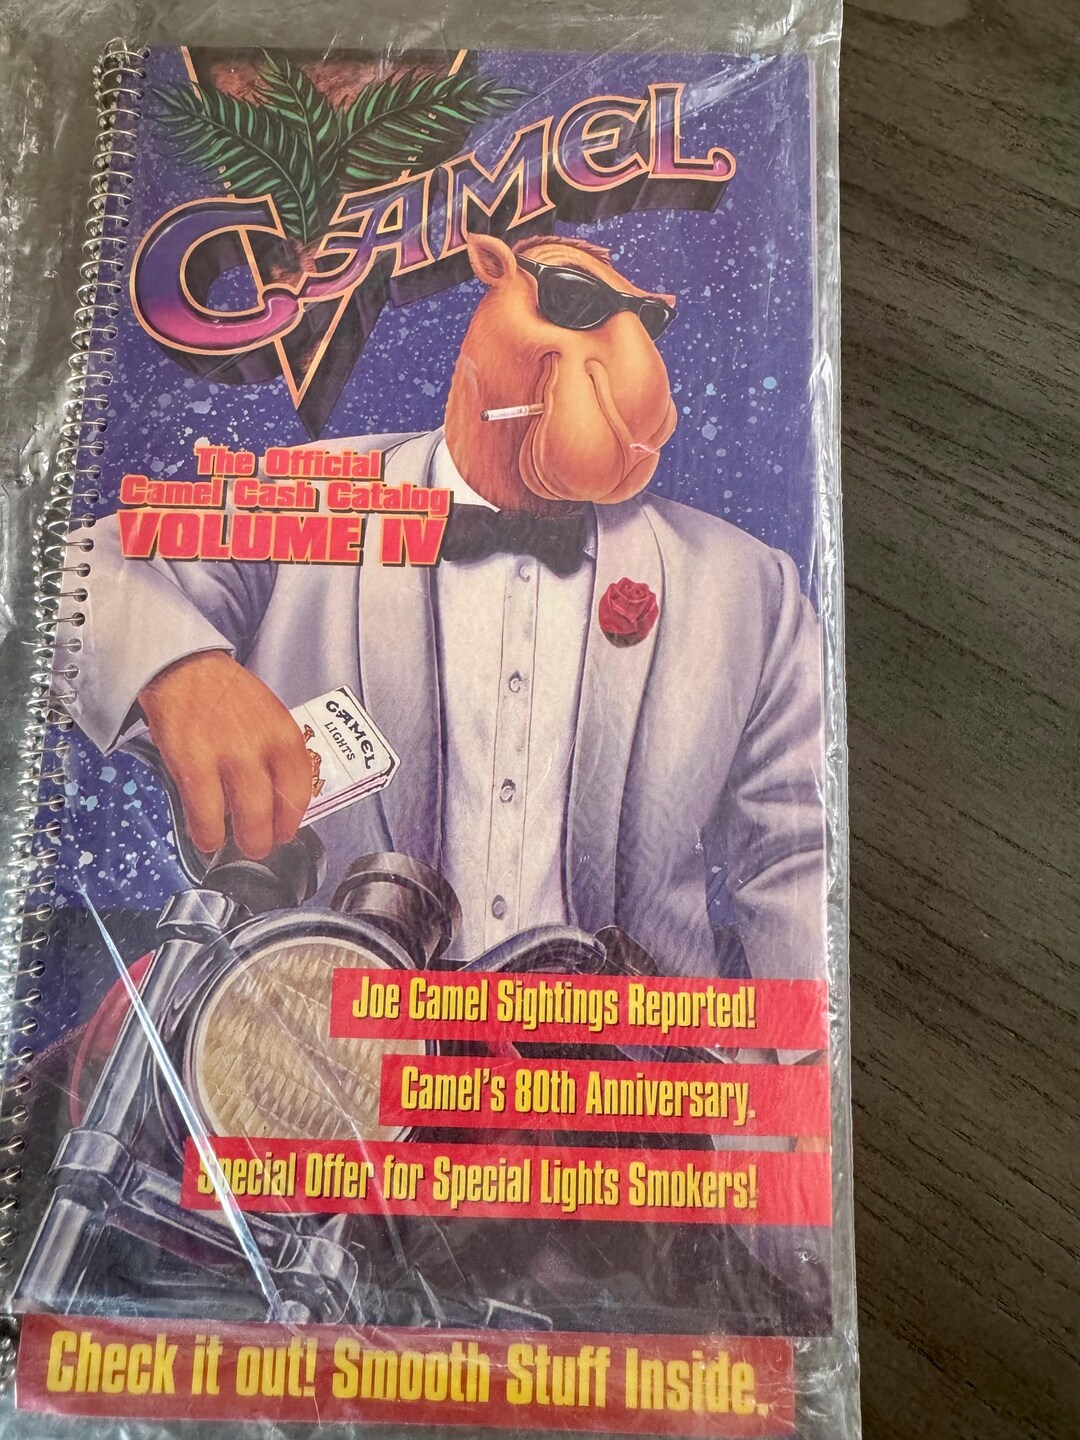 CAMEL
The Official
Camel Cash Catalog
VOLUME IV
CAMEL
LIGHTS
Joe Camel Sightings Reported!
Camel's 80th Anniversary.
Special Offer for Special Lights Smokers!
Check it out! Smooth Stuff Inside.